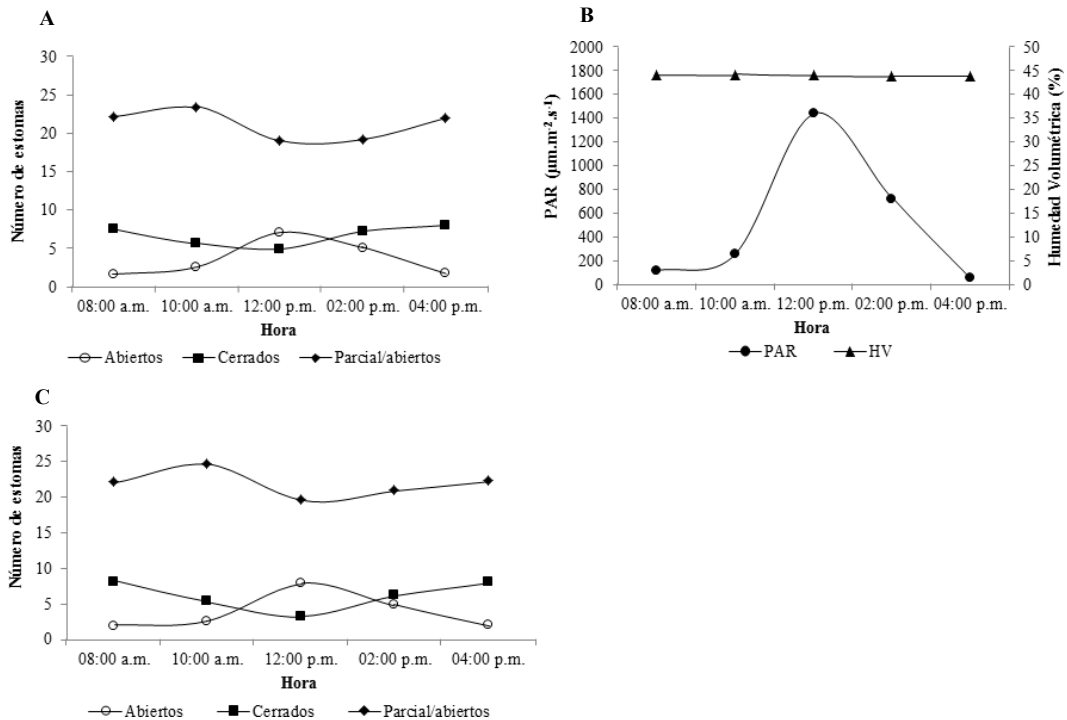 A
Número de estomas
30
25
20
15
10
5
0
08:00 a.m. 10:00 a.m. 12:00 p.m. 02:00 p.m. 04:00 p.m.
Hora
Abiertos Cerrados Parcial/abiertos
B
PAR (µm.m-2.s-1)
2000
1800
1600
1400
1200
1000
800
600
400
200
0
Humedad Volumétrica (%)
50
45
40
35
30
25
20
15
10
5
0
08:00 a.m. 10:00 a.m. 12:00 p.m. 02:00 p.m. 04:00 p.m.
Hora
PAR HV
C
Número de estomas
30
25
20
15
10
5
0
08:00 a.m. 10:00 a.m. 12:00 p.m. 02:00 p.m. 04:00 p.m.
Hora
Abiertos Cerrados Parcial/abiertos